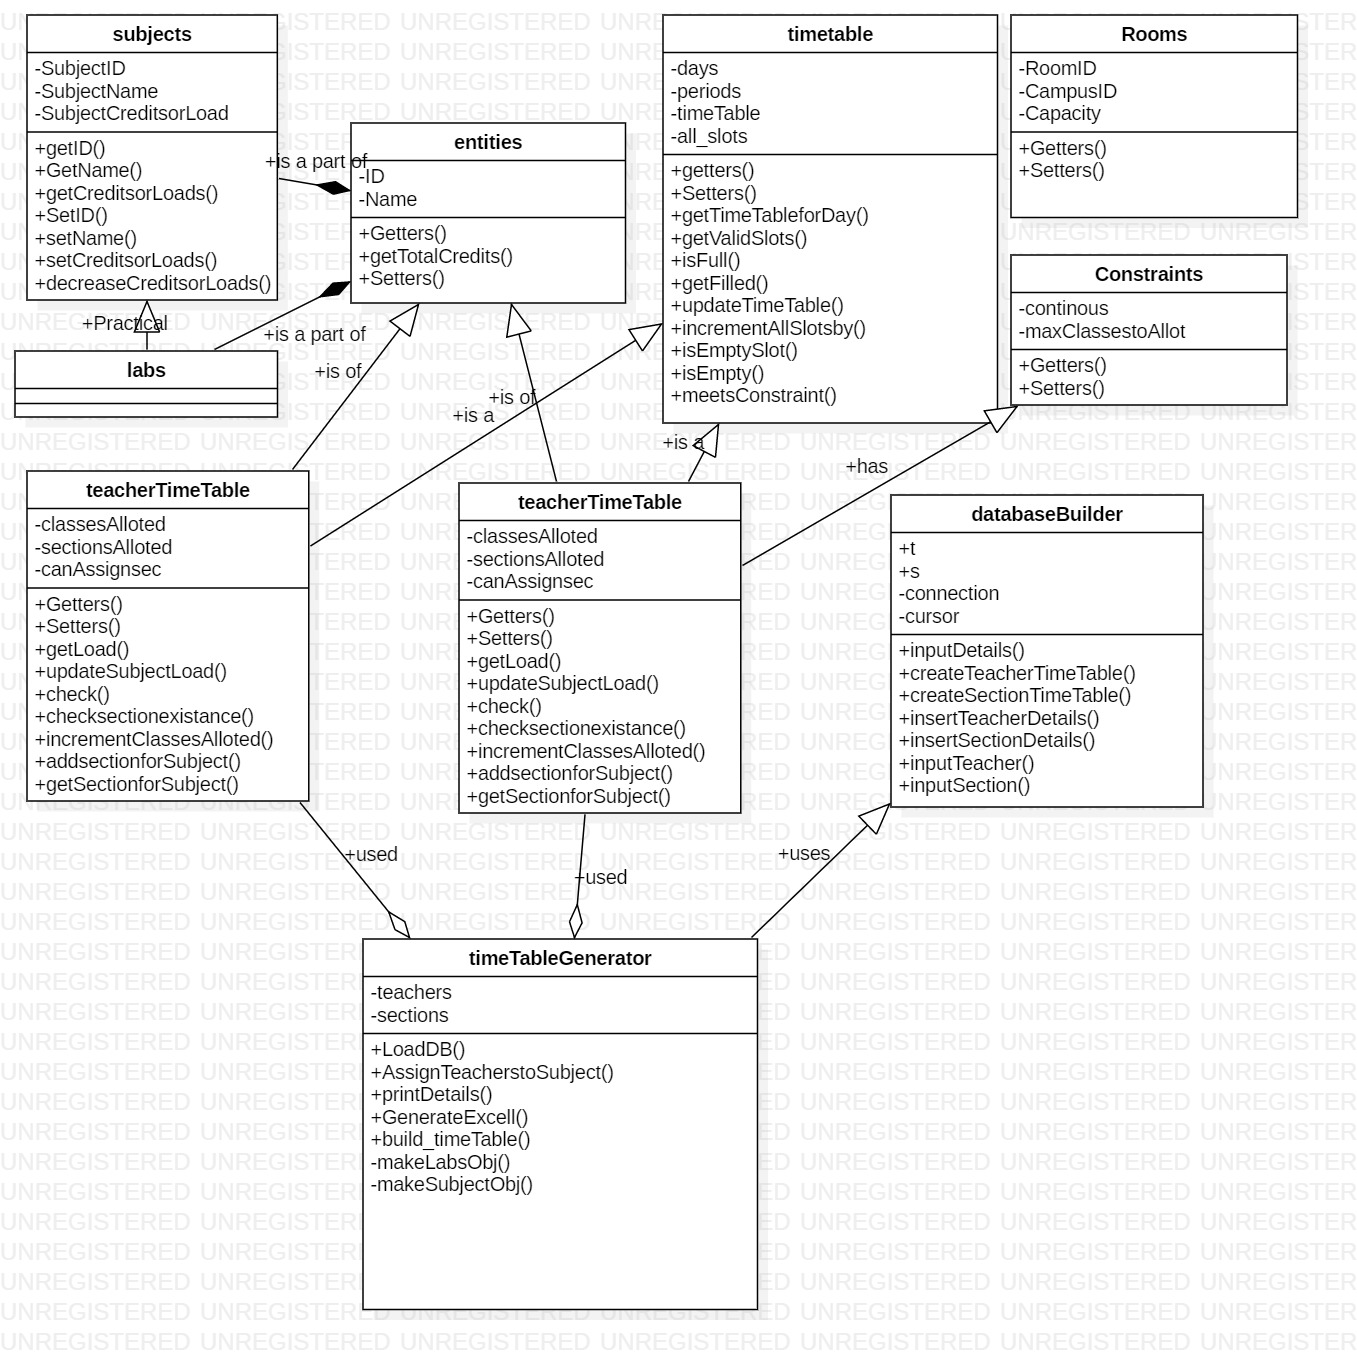 subjects
-SubjectID
-SubjectName
-SubjectCreditsorLoad
+getID()
+GetName()
+getCreditsorLoads()
+SetID()
+setName()
+setCreditsorLoads()
+decreaseCreditsorLoads()
+Practical
labs
+is a part of
+is a part of
entities
-ID
-Name
+Getters()
+getTotalCredits()
+Setters()
+is of
+is of
+is a
timetable
-days
-periods
-timeTable
-all_slots
+getters()
+Setters()
+getTimeTableforDay()
+getValidSlots()
+isFull()
+getFilled()
+updateTimeTable()
+incrementAllSlotsby()
+isEmptySlot()
+isEmpty()
+meetsConstraint()
+is a
Rooms
-RoomID
-CampusID
-Capacity
+Getters()
+Setters()
Constraints
-continous
-maxClassestoAllot
+Getters()
+Setters()
+has
teacherTimeTable
-classesAlloted
-sectionsAlloted
-canAssignsec
+Getters()
+Setters()
+getLoad()
+updateSubjectLoad()
+check()
+checksectionexistance()
+incrementClassesAlloted()
+addsectionforSubject()
+getSectionforSubject()
teacherTimeTable
-classesAlloted
-sectionsAlloted
-canAssignsec
+Getters()
+Setters()
+getLoad()
+updateSubjectLoad()
+check()
+checksectionexistance()
+incrementClassesAlloted()
+addsectionforSubject()
+getSectionforSubject()
databaseBuilder
+t
+s
-connection
-cursor
+inputDetails()
+createTeacherTimeTable()
+createSectionTimeTable()
+insertTeacherDetails()
+insertSectionDetails()
+inputTeacher()
+inputSection()
+used
+used
+uses
timeTableGenerator
-teachers
-sections
+LoadDB()
+AssignTeacherstoSubject()
+printDetails()
+GenerateExcell()
+build_timeTable()
-makeLabsObj()
-makeSubjectObj()
UNREGISTERED